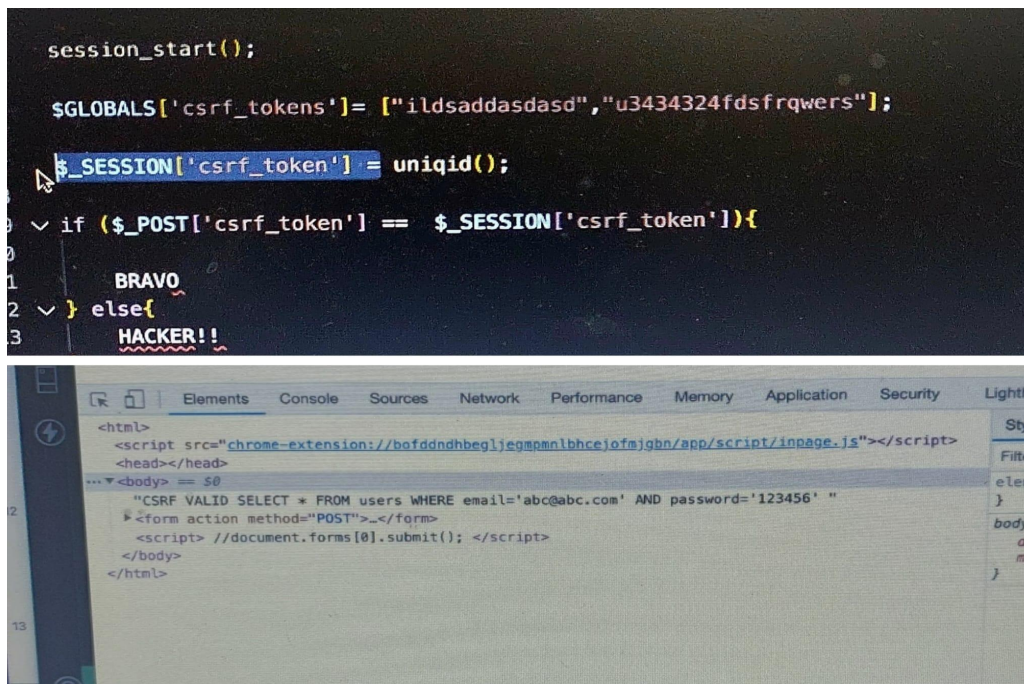 session_start();
$GLOBALS['csrf_tokens']= ["ildsaddasdasd","u3434324fdsfrqwers"];
$_SESSION['csrf_token'] = uniqid();
if ($_POST['csrf_token'] == $_SESSION['csrf_token']){
BRAVO
2 } else{
HACKER!!
Elements Console Sources Network Performance Memory Application Security
<html>
<script src="chrome-extension://bofddndhbegljegmpmnlbhcejofmjgbn/app/script/inpage.js"></script>
<head></head>
<body> == $0
"CSRF VALID SELECT * FROM users WHERE email='abc@abc.com' AND password='123456' "
<form action method="POST">…</form>
<script> //document.forms[0].submit(); </script>
</body>
</html>
13